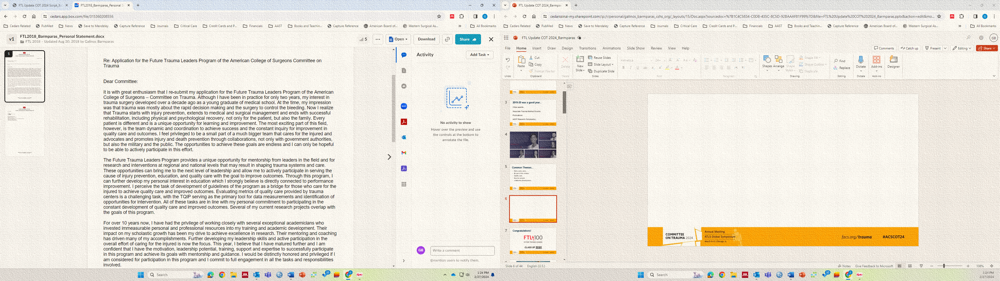 FTL Update COT 2024 Script_Ba
FTL2018_Barmparas_Personal S
cedars.app.box.com/file/315360208556
Cedars Related
PubMed
News
Save to Mendeley
Capture Reference
Journals
Critical Care
Credit Cards and P...
Financials
AAST
Books and Teachin...
Capture Reference
American Board of...
Western Surgical As...
All Bookmarks
v1
FTL2018_Barmparas_Personal Statement.docx
FTL 2018 - Updated Aug 30, 2018 by Galinos Barmparas
5
Open
Download
Share
1
Re: Application for the Future Trauma Leaders Program of the American College of Surgeons Committee on
Trauma
Dear Committee:
It is with great enthusiasm that I re-submit my application for the Future Trauma Leaders Program of the American
College of Surgeons – Committee on Trauma. Although I have been in practice for only two years, my interest in
trauma surgery developed over a decade ago as a young graduate of medical school. At the time, my impression
was that trauma was mostly about the rapid decision making and the surgery to control the bleeding. Now I realize
that Trauma starts with injury prevention, extends to medical and surgical management and ends with successful
rehabilitation, including physical and psychological recovery, not only for the patient, but also the family. Every
patient is different and is a unique opportunity for learning and improvement. The most exciting part of this field,
however, is the team dynamic and coordination to achieve success and the constant inquiry for improvement in
quality care and outcomes. I feel privileged to be a small part of a much bigger team that cares for the injured and
advocates and promotes injury and death prevention through collaborations, not only with government authorities,
but also the military and the public. The opportunities to achieve these goals are endless and I can only be hopeful
to be able to actively participate in this effort.
The Future Trauma Leaders Program provides a unique opportunity for mentorship from leaders in the field and for
research and interventions at regional and national levels that may result in shaping trauma systems and care.
These opportunities can bring me to the next level of leadership and allow me to actively participate in serving the
cause of injury prevention, education, and quality care with the goal to improve outcomes. Through this program, I
can further develop my personal interest in education which I strongly believe is directly connected to performance
improvement. I perceive the task of development of guidelines of the program as a bridge for those who care for the
injured to achieve quality care and improved outcomes. Evaluating metrics of quality care provided by trauma
centers is a challenging task, with the TQIP serving as the primary tool for data measurements and identification of
opportunities for intervention. All of these tasks are in line with my personal commitment to participating in the
constant development of quality care and improved outcomes. Several of my current research projects overlap with
the goals of this program.
For over 10 years now, I have had the privilege of working closely with several exceptional academicians who
invested immeasurable personal and professional resources into my training and academic development. Their
impact on my scholastic growth has been my drive to achieve excellence in research. Their mentoring and coaching
has driven many of my accomplishments. Further developing my leadership skills and active participation in the
overall effort of caring for the injured is now the focus. This year, I believe that I have matured further and I am
confident that I have the motivation, leadership potential, training, support and expertise to successfully participate
in this program and achieve its goals with mentorship and guidance. I would be distinctly honored and privileged if I
am considered for participation in this program and I commit to full engagement in all the tasks and responsibilities
involved.
Activity
Add Task
No activity to show
Hover over the preview and use
the controls at the bottom to
annotate the file.
GB
Write a comment
@mention users to notify them.
Search
1:24 PM
2/27/2024
FTL Update COT 2024_Barmpar
cedarssinai-my.sharepoint.com/:p:/r/personal/galinos_barmparas_cshs_org/_layouts/15/Doc.aspx?sourcedoc=%7B1C4C5834-C0D8-435C-8C5D-92BAAAF81F99%7D&file=FTL%20Update%20COT%202024_Barmparas.pptx&action=edit&mo...
Cedars Related
PubMed
News
Save to Mendeley
Capture Reference
Journals
Critical Care
Credit Cards and P...
Financials
AAST
Books and Teachin...
Capture Reference
American Board of...
Western Surgical As...
All Bookmarks
FTL Update COT 2024_Barmparas
GB
File
Home
Insert
Draw
Design
Transitions
Animations
Slide Show
Review
View
Help
Comments
Catch up
Present
Editing
Share
Undo
Paste
Cut
Copy
Format Painter
Clipboard
Delete
Delete
New
Slide
Reuse Slides
Slide Layout
Duplicate Slide
Slides
Helvetica
24+
Font
Paragraph
Shapes
Arrange
Shape
Styles
Shape Fill
Shape Outline
Duplicate
Drawing
Find
Replace
Editing
Dictate
Dictate
Add-ins
Add-ins
Designer
3
2019-20 was a good year...
A few awards..
Associate Trauma Medical Director
Publications
AAST Research Scholarship...
4
5
Common Themes...
6
7
Congratulations!
FTL 100
FUTURE TRAUMA LEADERS
CLASS OF 2020
COMMITTEE
ON TRAUMA 2024
Annual Meeting
ATLS Global Symposium
March 6–9 | Chicago, IL
facs.org/trauma
#ACSCOT24
Slide 6 of 44
English (U.S.)
Notes
Give Feedback to Microsoft
108%
Search
1:24 PM
2/27/2024